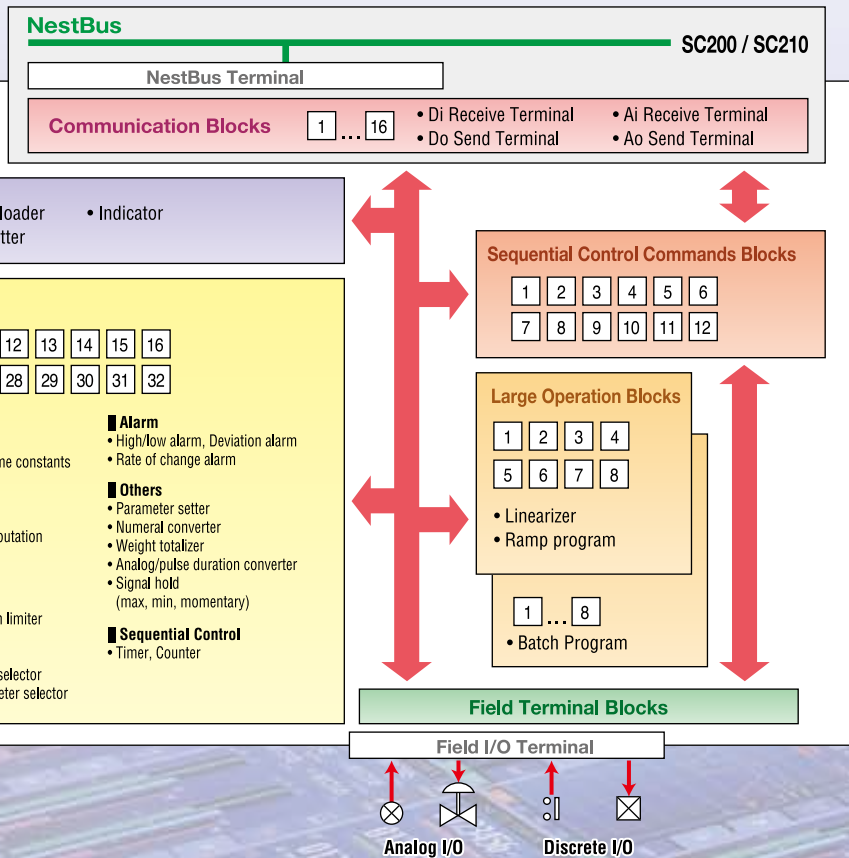 NestBus
SC200 / SC210
NestBus Terminal
Communication Blocks 1 ... 16
• Di Receive Terminal • Ai Receive Terminal
• Do Send Terminal • Ao Send Terminal
• Indicator
Sequential Control Commands Blocks
1 2 3 4 5 6
7 8 9 10 11 12
12 13 14 15 16
28 29 30 31 32
constants
limiter
selector
selector
■ Alarm
• High/low alarm, Deviation alarm
• Rate of change alarm
■ Others
• Parameter setter
• Numeral converter
• Weight totalizer
• Analog/pulse duration converter
• Signal hold
(max, min, momentary)
■ Sequential Control
• Timer, Counter
Large Operation Blocks
1 2 3 4
5 6 7 8
• Linearizer
• Ramp program
1 ... 8
• Batch Program
Field Terminal Blocks
Field I/O Terminal
Analog I/O Discrete I/O